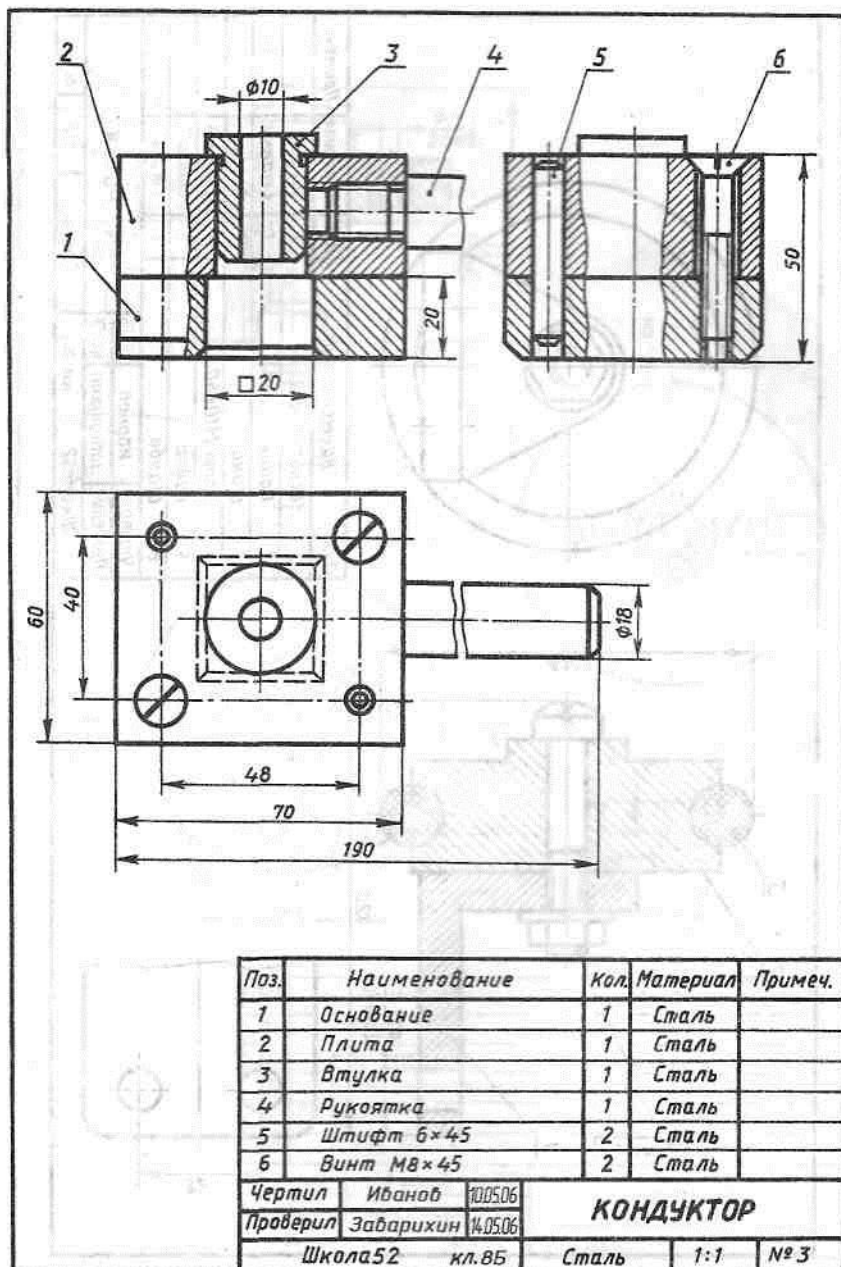 2 3 4 5 6
ϕ10
1
20
50
□20
60
40
ϕ18
48
70
190
Поз. Наименование Кол. Материал Примеч.
1 Основание 1 Сталь
2 Плита 1 Сталь
3 Втулка 1 Сталь
4 Рукоятка 1 Сталь
5 Штифт 6×45 2 Сталь
6 Винт М8×45 2 Сталь
Чертил Иванов 10.05.06 КОНДУКТОР
Проверил Заварихин 14.05.06
Школа52 кл.8Б Сталь 1:1 № 3